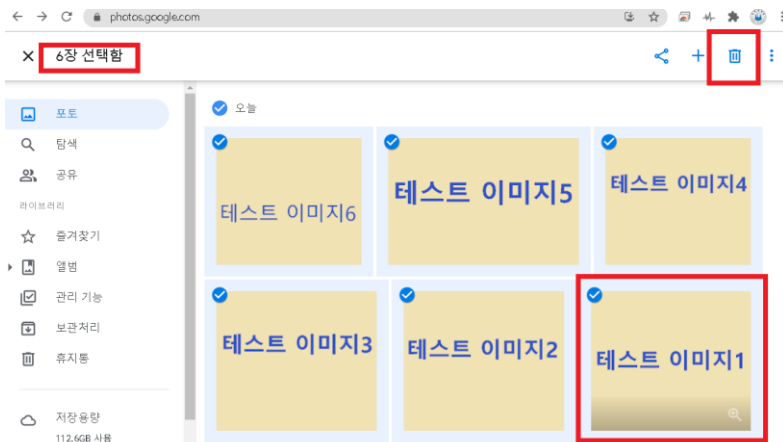 photos.google.com
6장 선택함
포토
탐색
공유
라이브러리
즐겨찾기
앨범
관리 기능
보관처리
휴지통
저장용량
112.6GB 사용
오늘
테스트 이미지6
테스트 이미지5
테스트 이미지4
테스트 이미지3
테스트 이미지2
테스트 이미지1